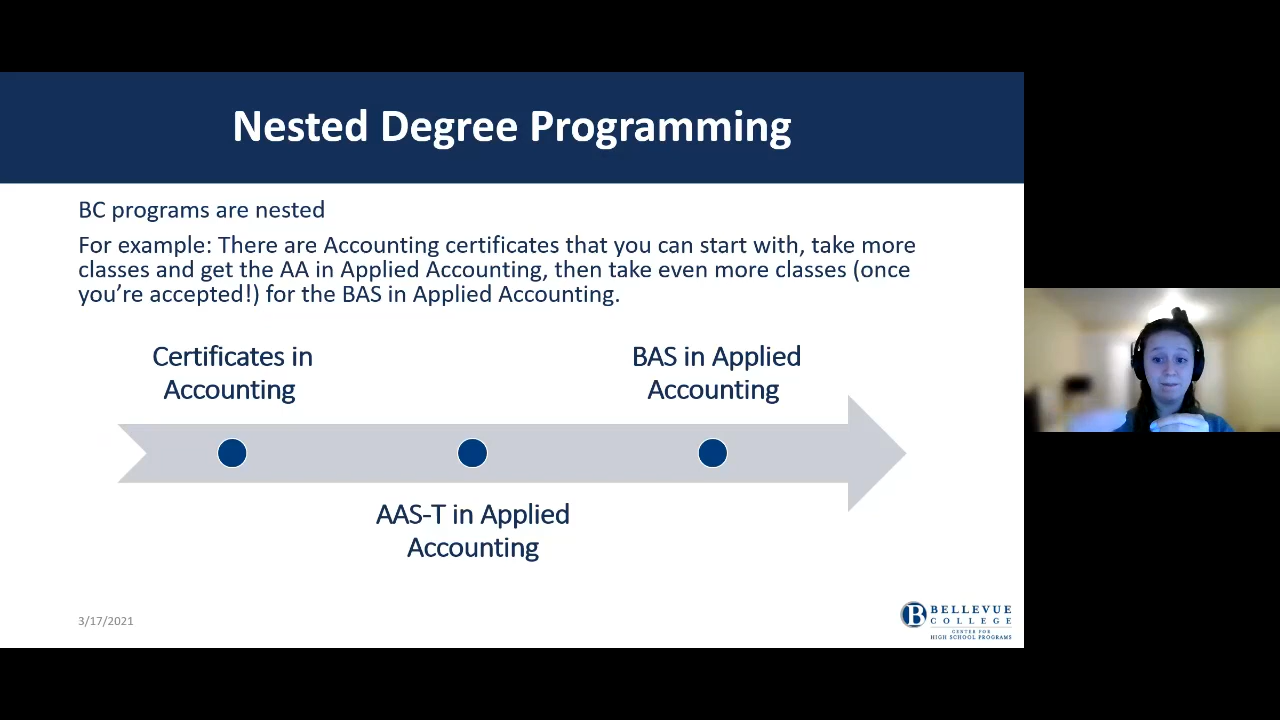 Nested Degree Programming
BC programs are nested
For example: There are Accounting certificates that you can start with, take more
classes and get the AA in Applied Accounting, then take even more classes (once
you're accepted!) for the BAS in Applied Accounting.
Certificates in
Accounting
BAS in Applied
Accounting
AAS-T in Applied
Accounting
3/17/2021
B
BELLEVUE
COLLEGE
CENTER FOR
HIGH SCHOOL PROGRAMS